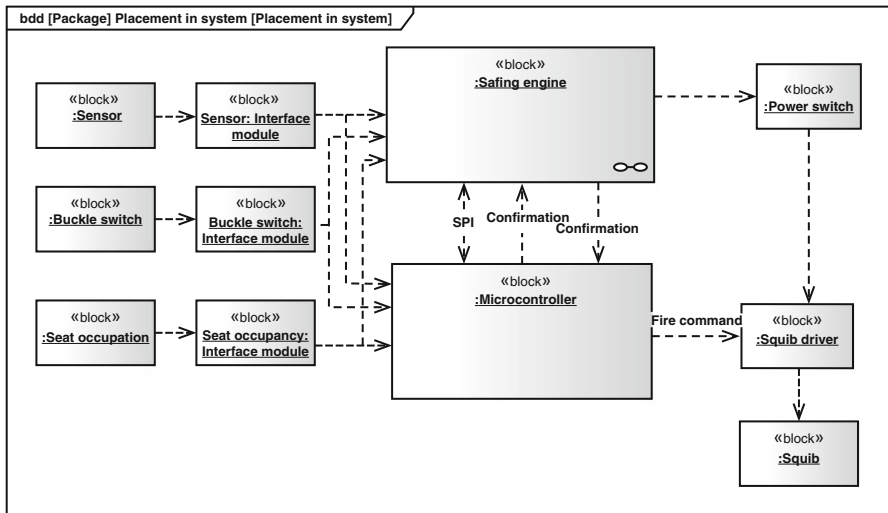 bdd [Package] Placement in system [Placement in system]
«block»
:Sensor
«block»
Sensor: Interface
module
«block»
:Safing engine
«block»
:Power switch
«block»
:Buckle switch
«block»
Buckle switch:
Interface module
SPI
Confirmation
Confirmation
«block»
:Microcontroller
«block»
:Seat occupation
«block»
Seat occupancy:
Interface module
Fire command
«block»
:Squib driver
«block»
:Squib